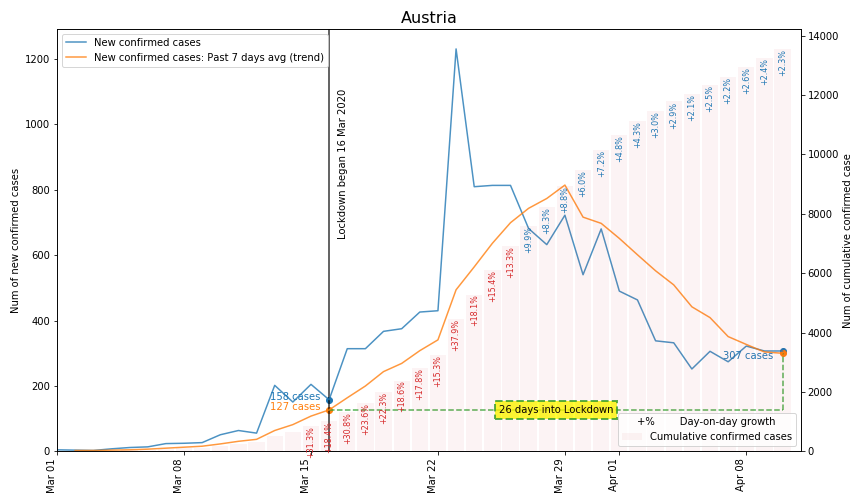 Austria
New confirmed cases
New confirmed cases: Past 7 days avg (trend)
Lockdown began 16 Mar 2020
Num of new confirmed cases
Num of cumulative confirmed case
1200
1000
800
600
400
200
0
14000
12000
10000
8000
6000
4000
2000
0
+31.3%
+18.4%
+30.8%
+23.6%
+22.3%
+18.6%
+17.8%
+15.3%
+37.9%
+18.1%
+15.4%
+13.3%
+9.9%
+8.3%
+8.8%
+6.0%
+7.2%
+4.8%
+4.3%
+3.0%
+2.9%
+2.1%
+2.5%
+2.2%
+2.6%
+2.4%
+2.3%
158 cases
127 cases
307 cases
26 days into Lockdown
+% Day-on-day growth
Cumulative confirmed cases
Mar 01
Mar 08
Mar 15
Mar 22
Mar 29
Apr 01
Apr 08